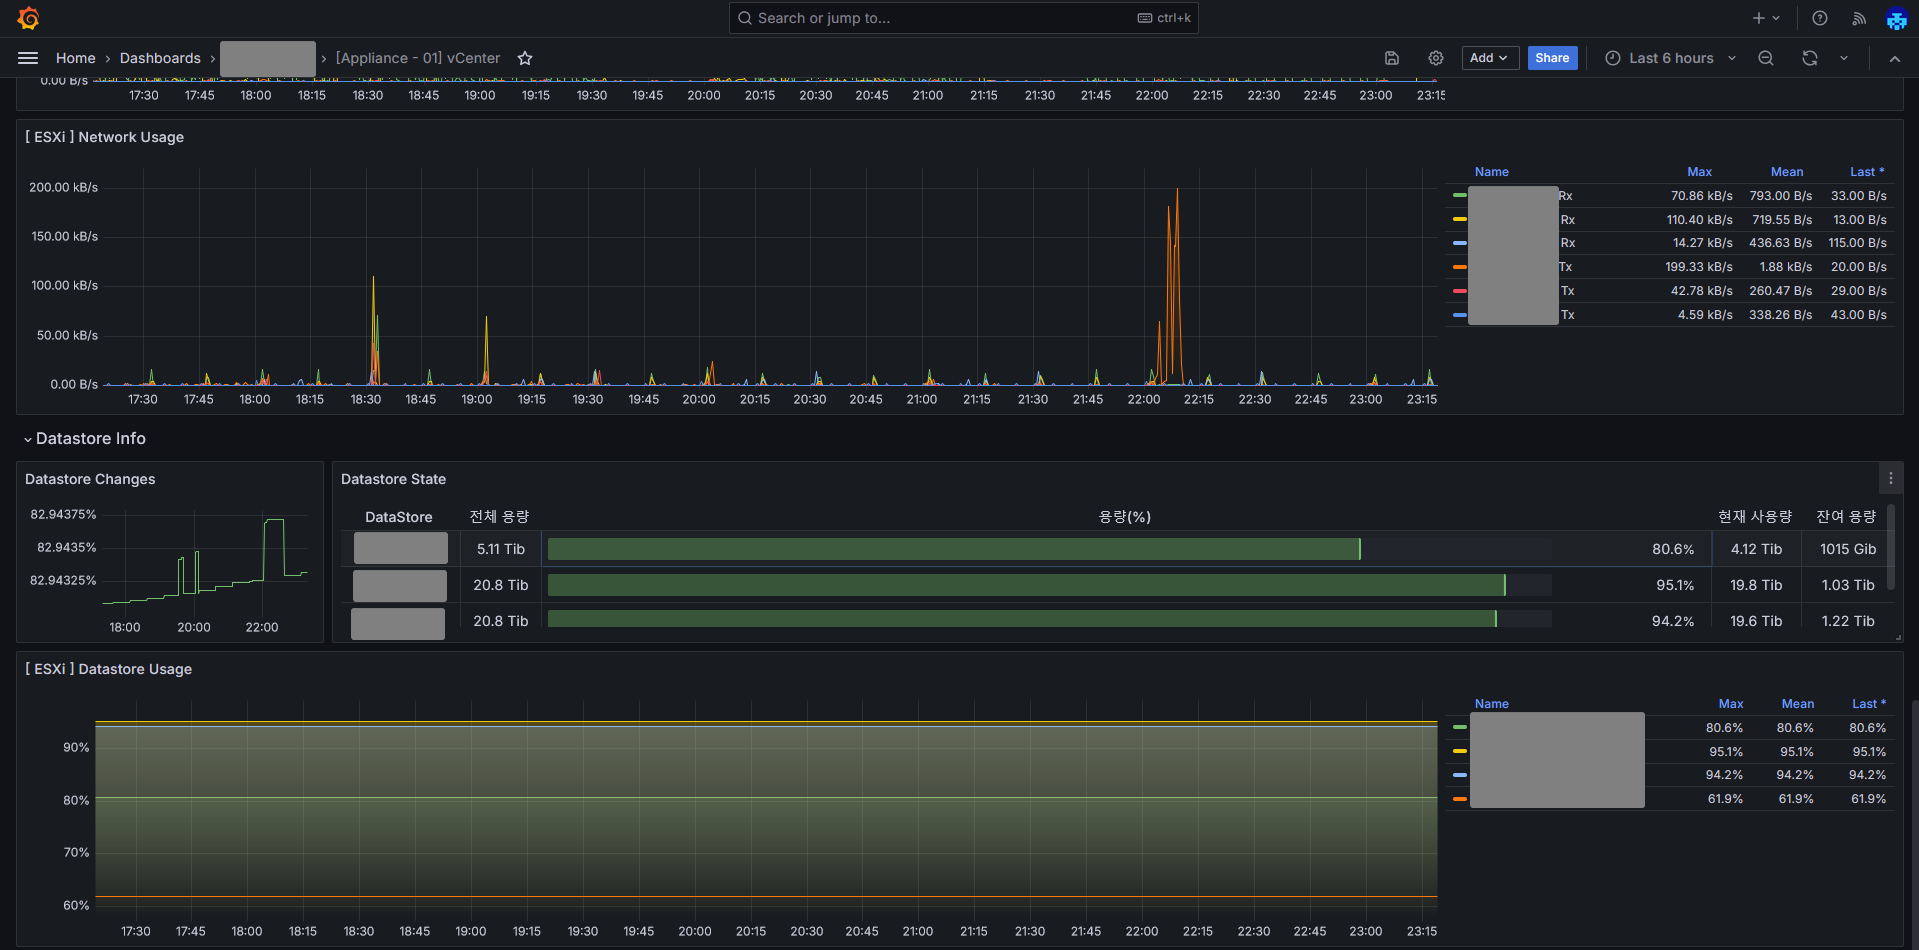 Search or jump to... ctrl+k
Home › Dashboards › › [Appliance - 01] vCenter Add Share Last 6 hours
0.00 B/s
17:30 17:45 18:00 18:15 18:30 18:45 19:00 19:15 19:30 19:45 20:00 20:15 20:30 20:45 21:00 21:15 21:30 21:45 22:00 22:15 22:30 22:45 23:00 23:15
[ ESXi ] Network Usage
200.00 kB/s
150.00 kB/s
100.00 kB/s
50.00 kB/s
0.00 B/s
17:30 17:45 18:00 18:15 18:30 18:45 19:00 19:15 19:30 19:45 20:00 20:15 20:30 20:45 21:00 21:15 21:30 21:45 22:00 22:15 22:30 22:45 23:00 23:15
Name Max Mean Last *
Rx 70.86 kB/s 793.00 B/s 33.00 B/s
Rx 110.40 kB/s 719.55 B/s 13.00 B/s
Rx 14.27 kB/s 436.63 B/s 115.00 B/s
Tx 199.33 kB/s 1.88 kB/s 20.00 B/s
Tx 42.78 kB/s 260.47 B/s 29.00 B/s
Tx 4.59 kB/s 338.26 B/s 43.00 B/s
Datastore Info
Datastore Changes
82.94375%
82.9435%
82.94325%
18:00 20:00 22:00
Datastore State
DataStore 전체 용량 용량(%) 현재 사용량 잔여 용량
5.11 Tib 80.6% 4.12 Tib 1015 Gib
20.8 Tib 95.1% 19.8 Tib 1.03 Tib
20.8 Tib 94.2% 19.6 Tib 1.22 Tib
[ ESXi ] Datastore Usage
90%
80%
70%
60%
17:30 17:45 18:00 18:15 18:30 18:45 19:00 19:15 19:30 19:45 20:00 20:15 20:30 20:45 21:00 21:15 21:30 21:45 22:00 22:15 22:30 22:45 23:00 23:15
Name Max Mean Last *
80.6% 80.6% 80.6%
95.1% 95.1% 95.1%
94.2% 94.2% 94.2%
61.9% 61.9% 61.9%